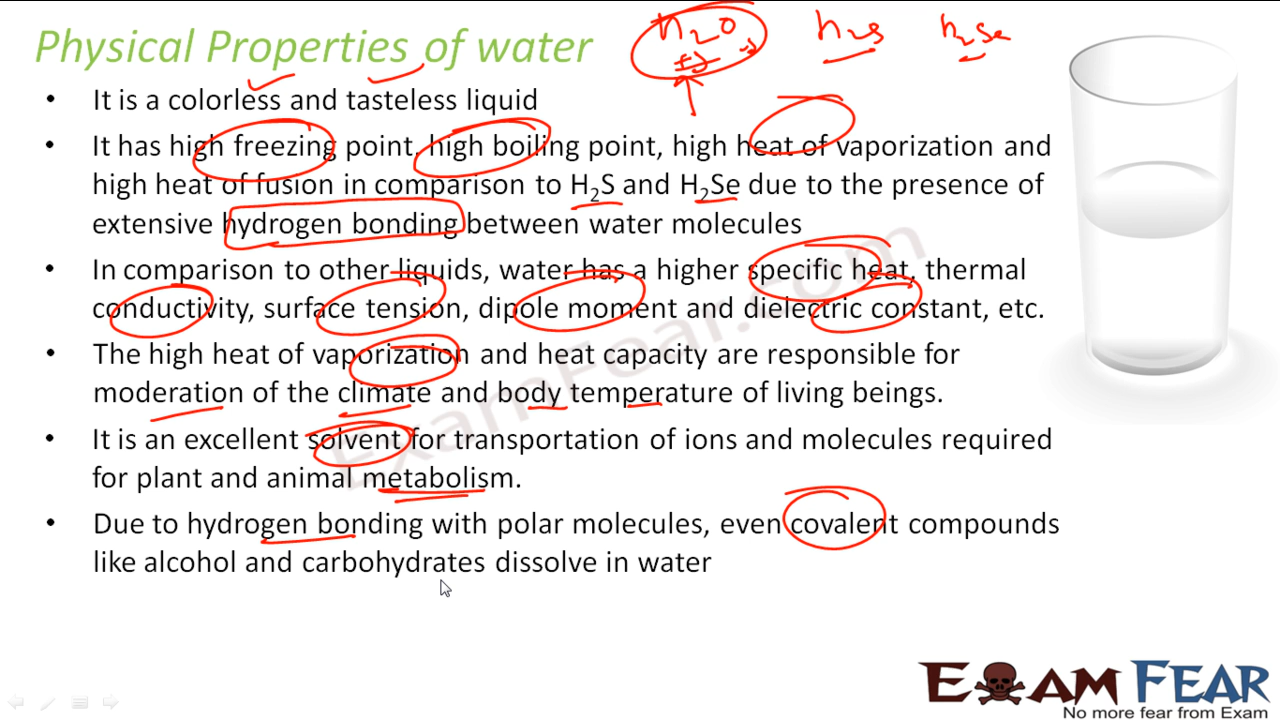 Physical Properties of water
H2O H2S H2Se
• It is a colorless and tasteless liquid
• It has high freezing point, high boiling point, high heat of vaporization and
high heat of fusion in comparison to H₂S and H₂Se due to the presence of
extensive hydrogen bonding between water molecules
• In comparison to other liquids, water has a higher specific heat, thermal
conductivity, surface tension, dipole moment and dielectric constant, etc.
• The high heat of vaporization and heat capacity are responsible for
moderation of the climate and body temperature of living beings.
• It is an excellent solvent for transportation of ions and molecules required
for plant and animal metabolism.
• Due to hydrogen bonding with polar molecules, even covalent compounds
like alcohol and carbohydrates dissolve in water
ExamFear.com
EXAM FEAR
No more fear from Exam